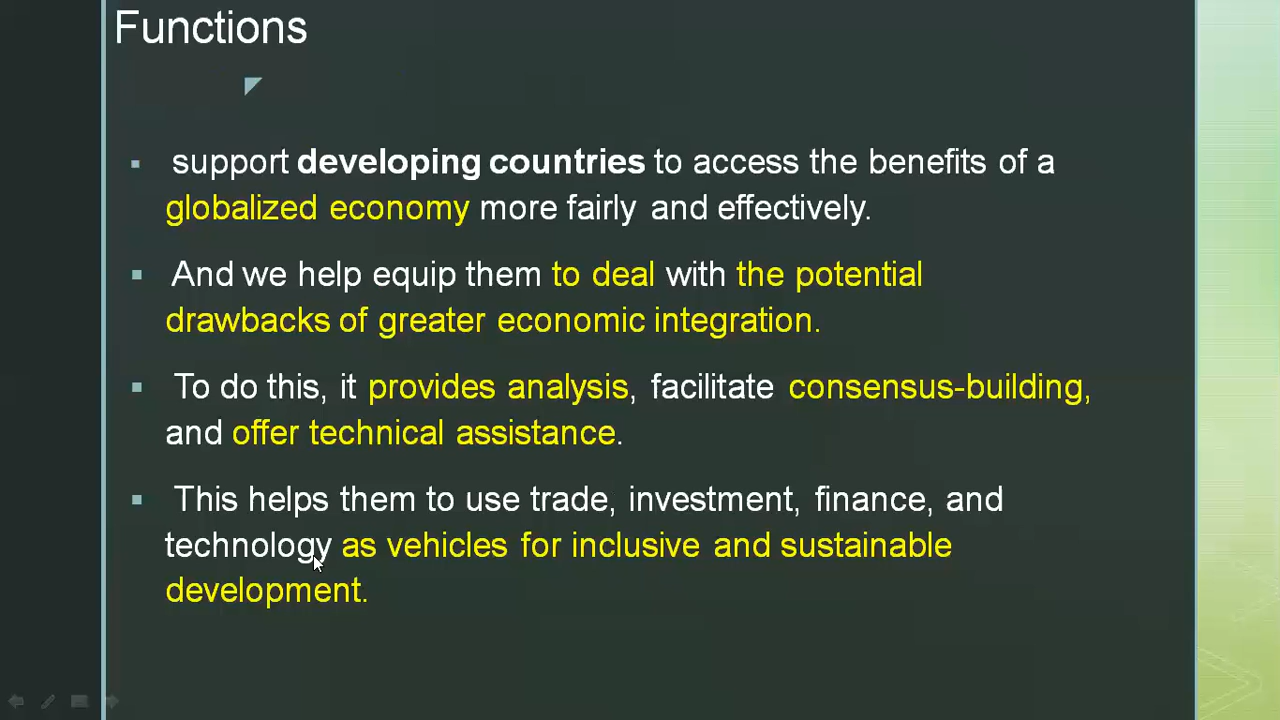 Functions
▪ support developing countries to access the benefits of a
globalized economy more fairly and effectively.
▪ And we help equip them to deal with the potential
drawbacks of greater economic integration.
▪ To do this, it provides analysis, facilitate consensus-building,
and offer technical assistance.
▪ This helps them to use trade, investment, finance, and
technology as vehicles for inclusive and sustainable
development.